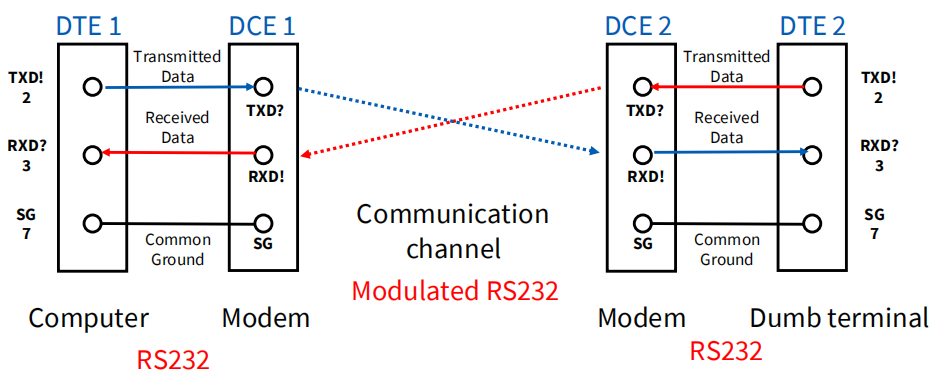 DTE 1
DCE 1
DCE 2
DTE 2
TXD!
2
Transmitted
Data
TXD?
TXD?
Transmitted
Data
TXD!
2
RXD?
3
Received
Data
RXD!
RXD!
Received
Data
RXD?
3
SG
7
Common
Ground
SG
SG
Common
Ground
SG
7
Communication
channel
Modulated RS232
Computer
Modem
Modem
Dumb terminal
RS232
RS232